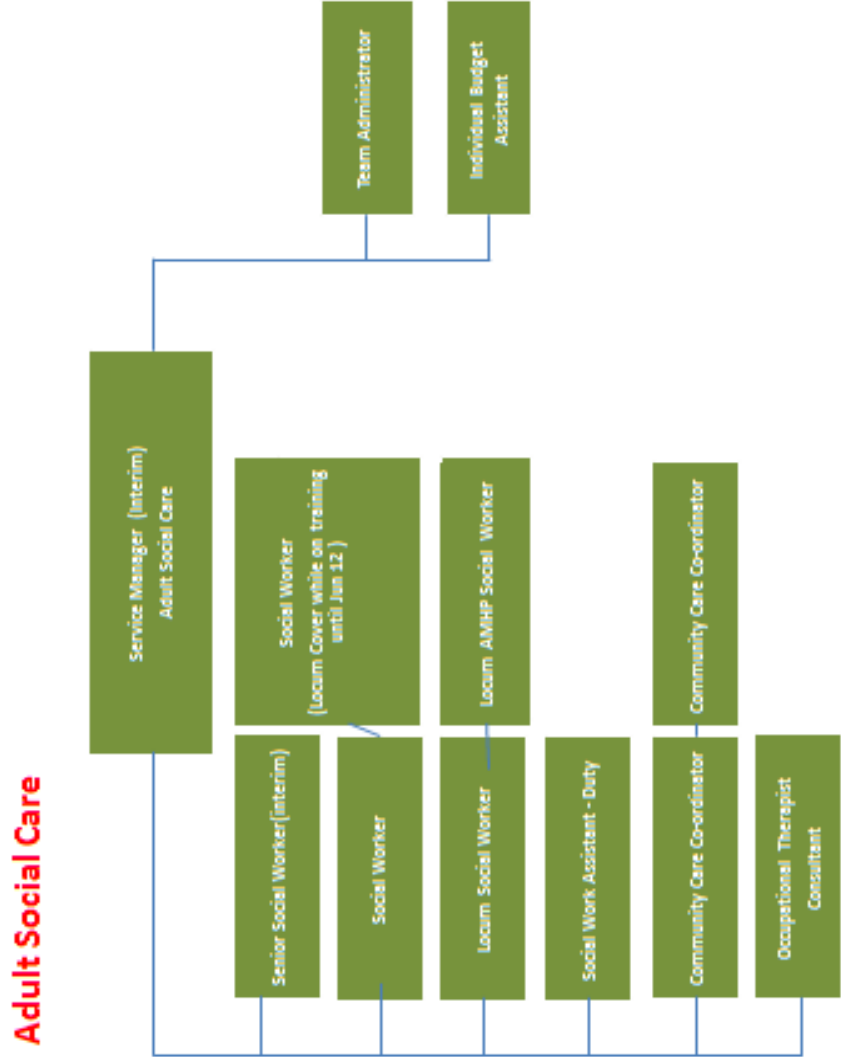 Adult Social Care
Service Manager (Interim)
Adult Social Care
Senior Social Worker(interim)
Social Worker
(Locum Cover while on training
until Jun 12 )
Social Worker
Locum Social Worker
Locum AMHP Social Worker
Social Work Assistant - Duty
Community Care Co-ordinator
Community Care Co-ordinator
Occupational Therapist
Consultant
Team Administrator
Individual Budget
Assistant